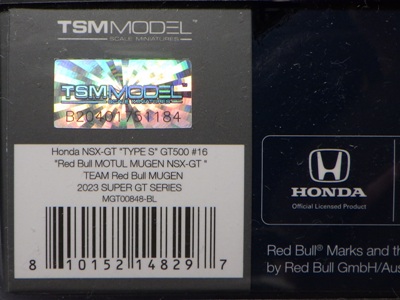 TSMMODEL
SCALE MINIATURES
TSMMODEL
B20401751184
Honda NSX-GT "TYPE S" GT500 #16
"Red Bull MOTUL MUGEN NSX-GT "
TEAM Red Bull MUGEN
2023 SUPER GT SERIES
MGT00848-BL
8 10152 14829 7
HONDA
Official Licensed Product
Red Bull® Marks and th
by Red Bull GmbH/Aus